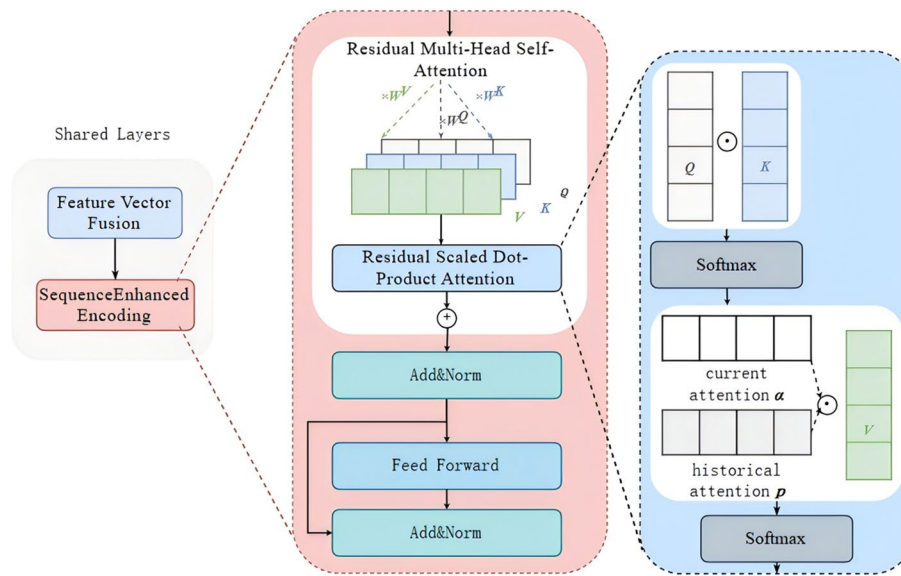 Shared Layers
Feature Vector
Fusion
SequenceEnhanced
Encoding
Residual Multi-Head Self-
Attention
×W^V
×W^Q
×W^K
V
K
Q
Residual Scaled Dot-
Product Attention
+
Add&Norm
Feed Forward
Add&Norm
Q
K
Softmax
current
attention α
V
historical
attention p
Softmax